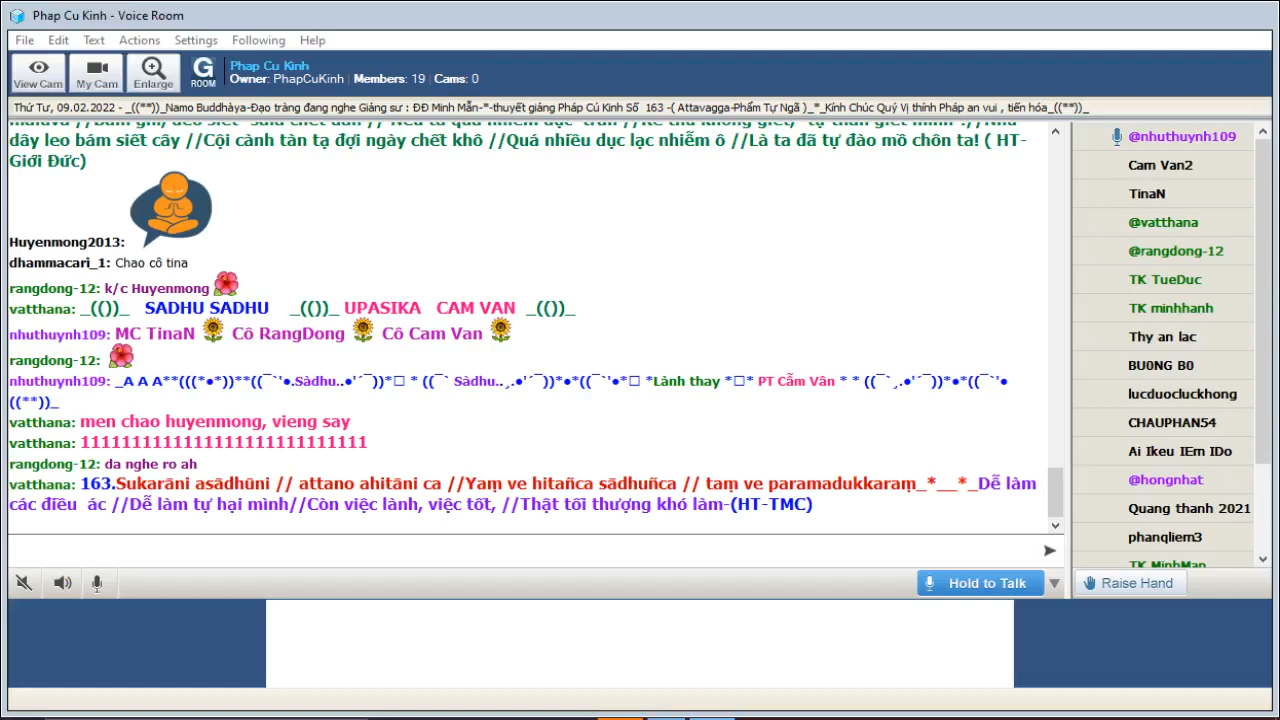 Phap Cu Kinh - Voice Room
File Edit Text Actions Settings Following Help
View Cam My Cam Enlarge G ROOM
Phap Cu Kinh
Owner: PhapCuKinh Members: 19 Cams: 0
Thứ Tư, 09.02.2022 - _((**))_Namo Buddhàya-Đạo tràng đang nghe Giảng sư : ĐĐ Minh Mẫn-*-thuyết giảng Pháp Cú Kinh Số 163 -( Attavagga-Phẩm Tự Ngã )_*_Kính Chúc Quý Vị thính Pháp an vui , tiến hóa_((**))_
dây leo bám siết cây //Cội cành tàn tạ đợi ngày chết khô //Quá nhiều dục lạc nhiễm ô //Là ta đã tự đào mồ chôn ta! ( HT-
Giới Đức)
Huyenmong2013:
dhammacari_1: Chao cô tina
rangdong-12: k/c Huyenmong
vatthana: _(())_ SADHU SADHU _(())_ UPASIKA CAM VAN _(())_
nhuthuynh109: MC TinaN Cô RangDong Cô Cam Van
rangdong-12:
nhuthuynh109: _A A A**(((*●*))**((¯`'●.Sàdhu..●'´¯))*□ * ((¯` Sàdhu..¸.●'´¯))*●*((¯`'●*□ *Lành thay *□* PT Cẩm Vân * * ((¯`¸.●'´¯))*●*((¯`'●
((**))_
vatthana: men chao huyenmong, vieng say
vatthana: 1111111111111111111111111111
rangdong-12: da nghe ro ah
vatthana: 163.Sukarāni asādhūni // attano ahitāni ca //Yaṃ ve hitañca sādhuñca // taṃ ve paramadukkaraṃ_*__*_Dễ làm
các điều ác //Dễ làm tự hại mình//Còn việc lành, việc tốt, //Thật tối thượng khó làm-(HT-TMC)
@nhuthuynh109
Cam Van2
TinaN
@vatthana
@rangdong-12
TK TueDuc
TK minhhanh
Thy an lac
BU0NG B0
lucduocluckhong
CHAUPHAN54
Ai Ikeu IEm IDo
@hongnhat
Quang thanh 2021
phanqliem3
TK MinhMan
Hold to Talk
Raise Hand